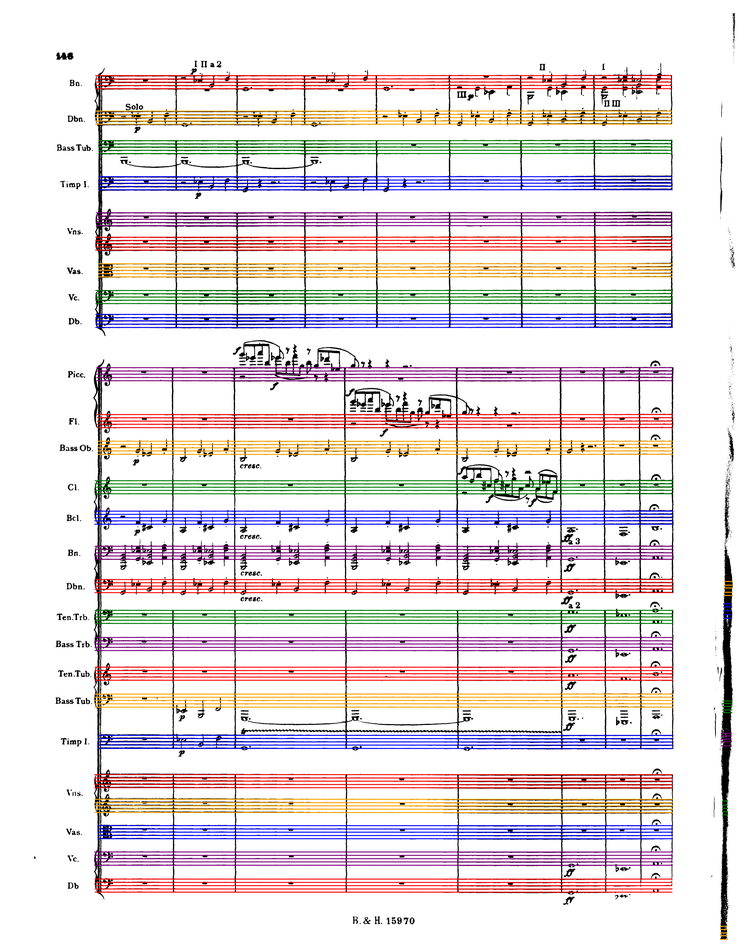 146
I II a 2
II
I
Bn.
III p
II III
Solo
Dbn.
p
Bass Tub.
Timp I.
p
Vns.
Vas.
Vc.
Db.
f
Picc.
f
f
Fl.
f
Bass Ob.
p
cresc.
f
Cl.
f
f
Bcl.
p
cresc.
ff
a 3
Bn.
cresc.
ff
Dbn.
cresc.
ff
a 2
Ten.Trb.
ff
Bass Trb.
ff
Ten.Tub.
ff
Bass Tub.
p
ff
Timp I.
p
Vns.
Vas.
Vc.
ff
Db
ff
B. & H. 15970